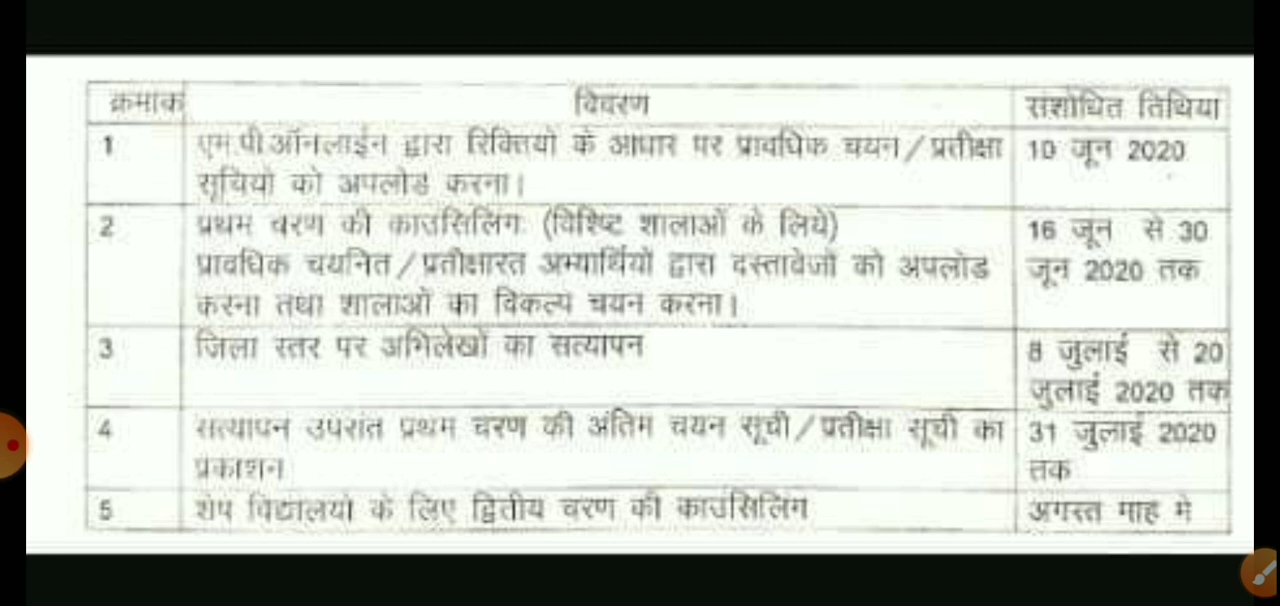 क्रमांक विवरण संशोधित तिथिया
1 एम.पी.ऑनलाईन द्वारा रिक्तियो के आधार पर प्रावधिक चयन/प्रतीक्षा 10 जून 2020
सूचियो को अपलोड करना।
2 प्रथम चरण की काउसिलिंग (विशिष्ट शालाओं के लिये) 16 जून से 30
प्रावधिक चयनित/प्रतीक्षारत अभ्यार्थियो द्वारा दस्तावेजो को अपलोड जून 2020 तक
करना तथा शालाओं का विकल्प चयन करना।
3 जिला स्तर पर अभिलेखों का सत्यापन 8 जुलाई से 20
जुलाई 2020 तक
4 सत्यापन उपरांत प्रथम चरण की अंतिम चयन सूची/प्रतीक्षा सूची का 31 जुलाई 2020
प्रकाशन तक
5 शेष विद्यालयो के लिए द्वितीय चरण की काउंसिलिंग अगस्त माह मे